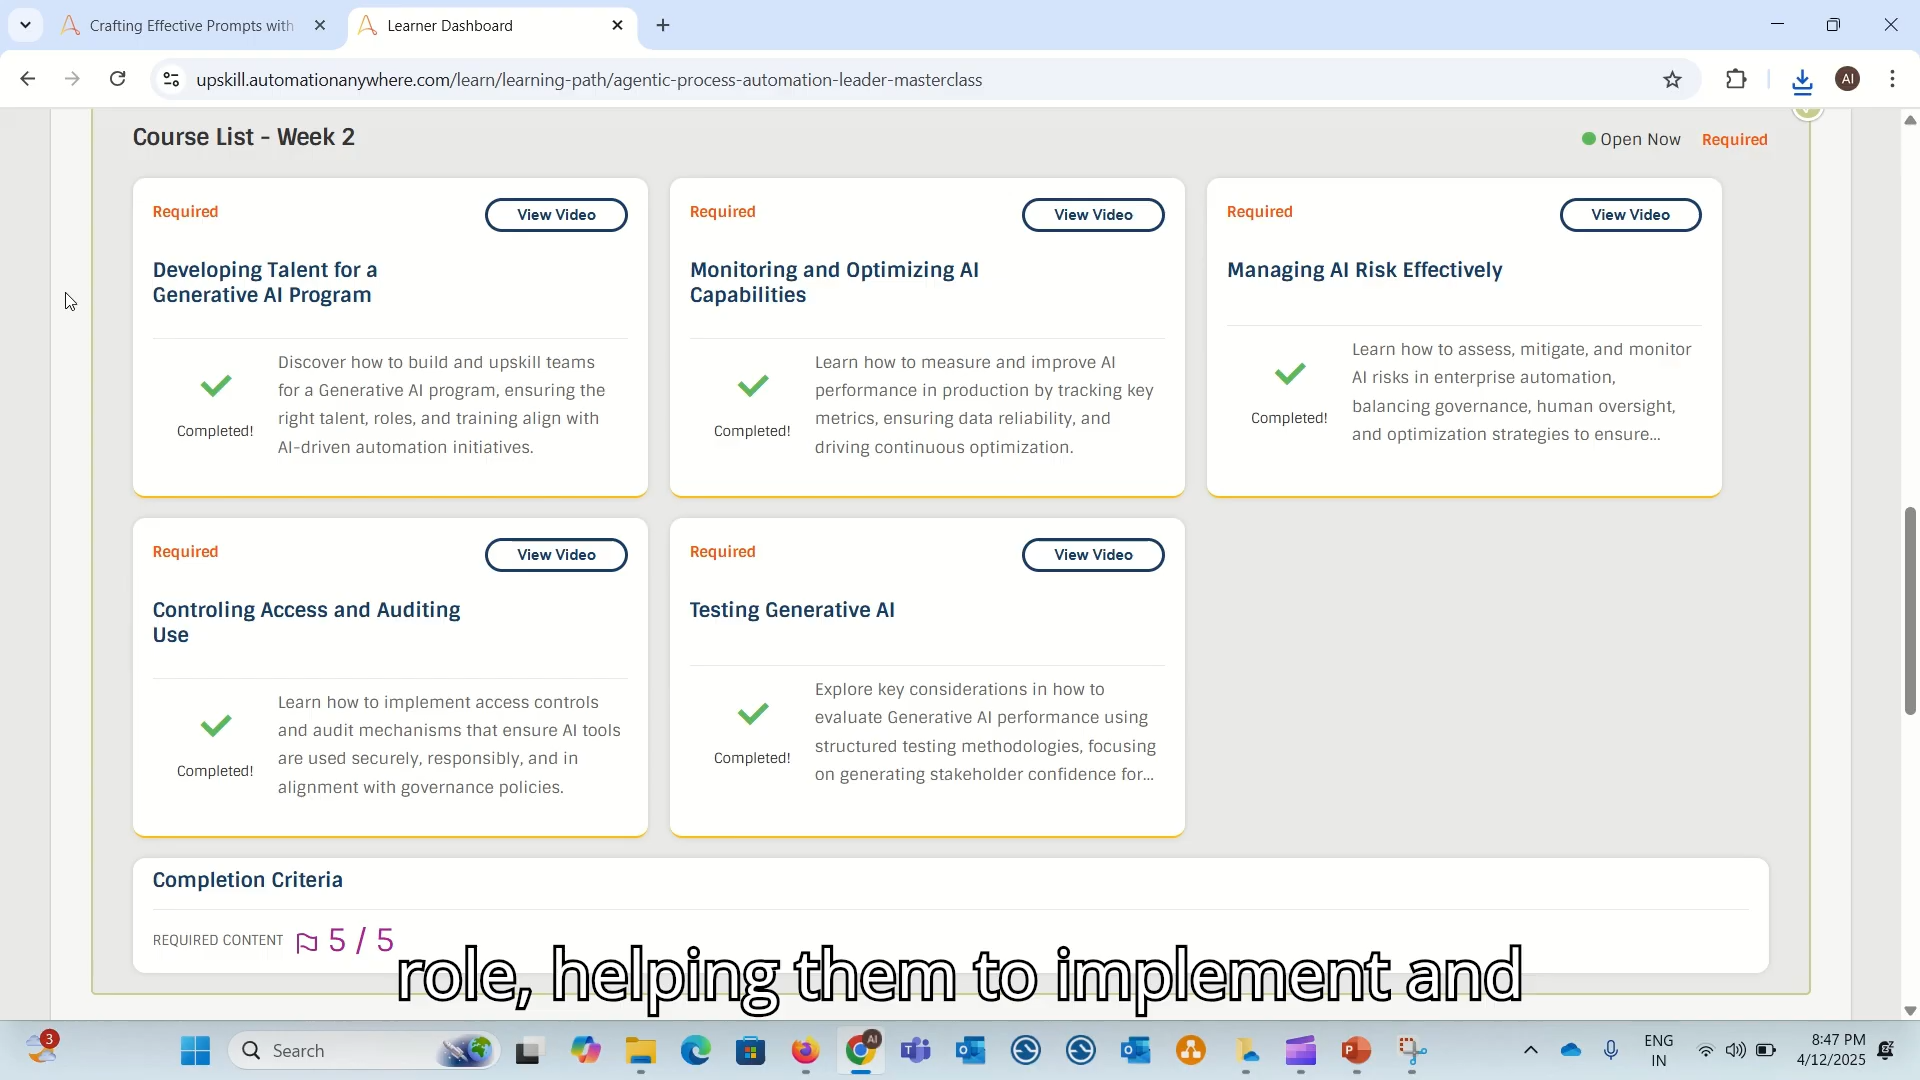 Crafting Effective Prompts with
Learner Dashboard
upskill.automationanywhere.com/learn/learning-path/agentic-process-automation-leader-masterclass
AI
Course List - Week 2
Open Now
Required
Required
View Video
Developing Talent for a
Generative AI Program
Completed!
Discover how to build and upskill teams
for a Generative AI program, ensuring the
right talent, roles, and training align with
AI-driven automation initiatives.
Required
View Video
Monitoring and Optimizing AI
Capabilities
Completed!
Learn how to measure and improve AI
performance in production by tracking key
metrics, ensuring data reliability, and
driving continuous optimization.
Required
View Video
Managing AI Risk Effectively
Completed!
Learn how to assess, mitigate, and monitor
AI risks in enterprise automation,
balancing governance, human oversight,
and optimization strategies to ensure...
Required
View Video
Controling Access and Auditing
Use
Completed!
Learn how to implement access controls
and audit mechanisms that ensure AI tools
are used securely, responsibly, and in
alignment with governance policies.
Required
View Video
Testing Generative AI
Completed!
Explore key considerations in how to
evaluate Generative AI performance using
structured testing methodologies, focusing
on generating stakeholder confidence for...
Completion Criteria
REQUIRED CONTENT 5 / 5
role, helping them to implement and
3
Search
AI
ENG
IN
8:47 PM
4/12/2025